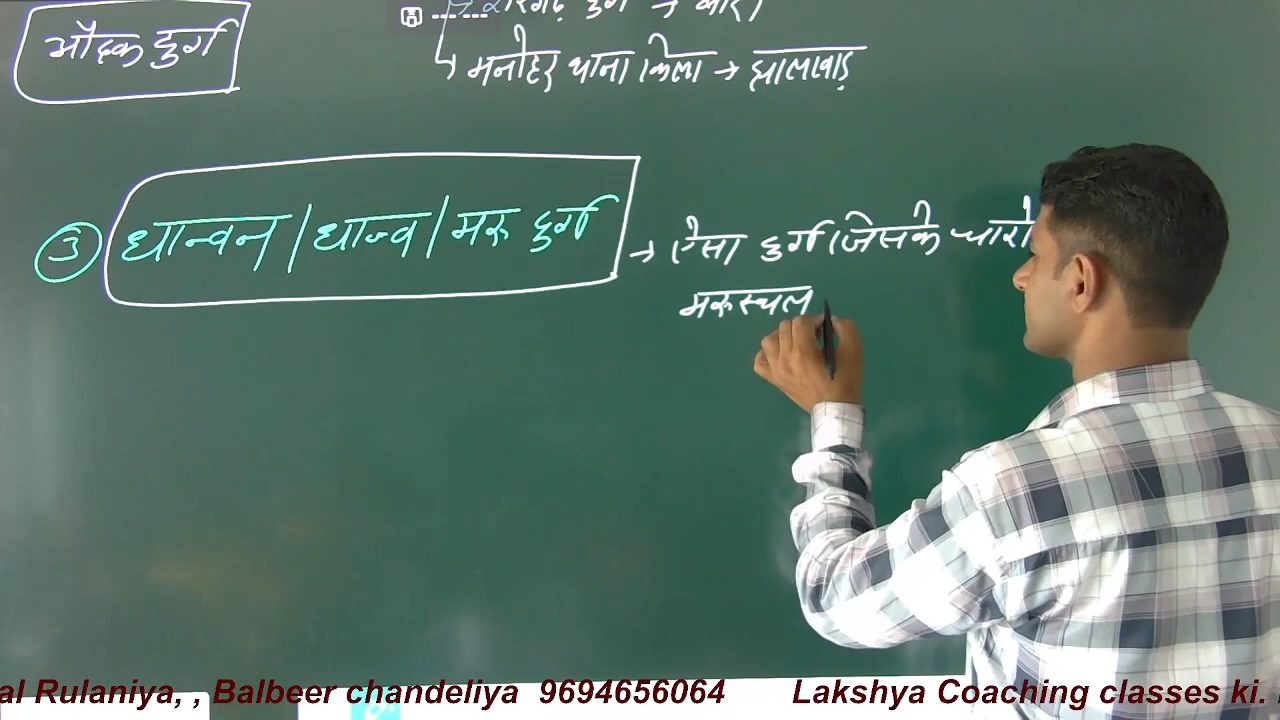 औदक दुर्ग
दुर्ग →
मनोहर थाना किला → झालावाड़
③ धान्वन / धान्व / मरु दुर्ग → ऐसा दुर्ग जिसके चारो
मरुस्थल
al Rulaniya, , Balbeer chandeliya 9694656064 Lakshya Coaching classes ki.